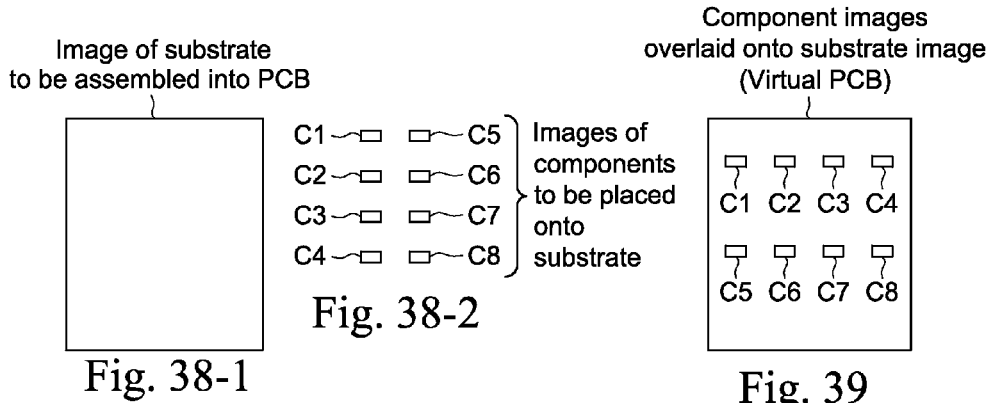 Image of substrate
to be assembled into PCB
C1
C2
C3
C4
C5
C6
C7
C8
Images of
components
to be placed
onto
substrate
Fig. 38-1
Fig. 38-2
Component images
overlaid onto substrate image
(Virtual PCB)
C1 C2 C3 C4
C5 C6 C7 C8
Fig. 39